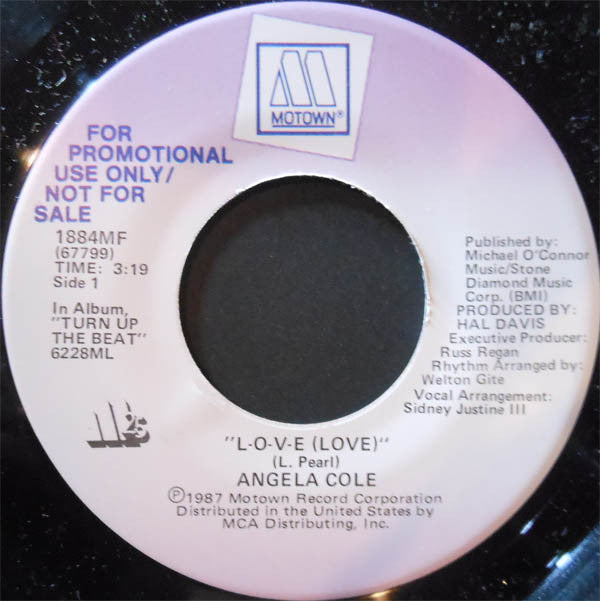 MOTOWN®
FOR
PROMOTIONAL
USE ONLY/
NOT FOR
SALE
1884MF
(67799)
TIME: 3:19
Side 1
In Album,
"TURN UP
THE BEAT"
6228ML
Published by:
Michael O'Connor
Music/Stone
Diamond Music
Corp. (BMI)
PRODUCED BY:
HAL DAVIS
Executive Producer:
Russ Regan
Rhythm Arranged by:
Welton Gite
Vocal Arrangement:
Sidney Justine III
25
"L-O-V-E (LOVE)"
(L. Pearl)
ANGELA COLE
Ⓟ1987 Motown Record Corporation
Distributed in the United States by
MCA Distributing, Inc.